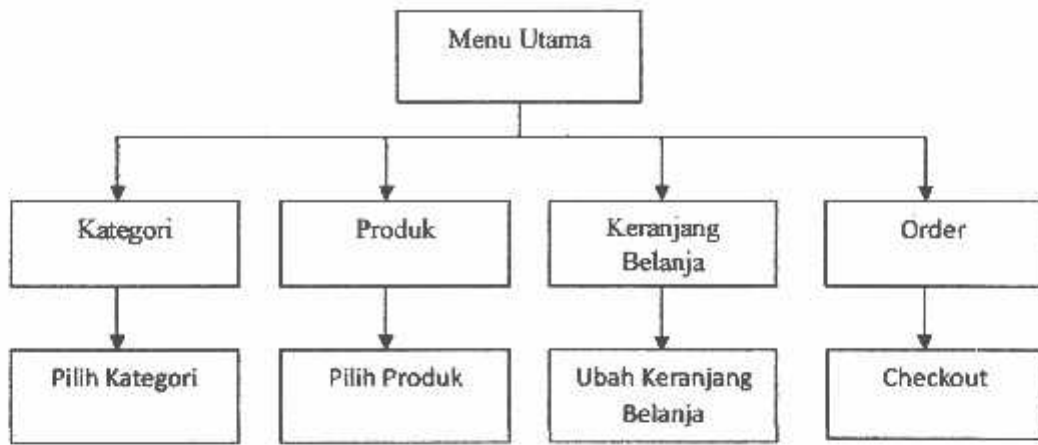 Menu Utama
Kategori
Produk
Keranjang
Belanja
Order
Pilih Kategori
Pilih Produk
Ubah Keranjang
Belanja
Checkout